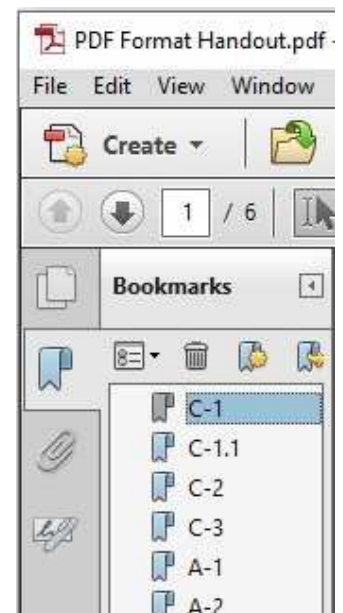 PDF Format Handout.pdf -
File Edit View Window
Create
1 / 6
Bookmarks
C-1
C-1.1
C-2
C-3
A-1
A-2